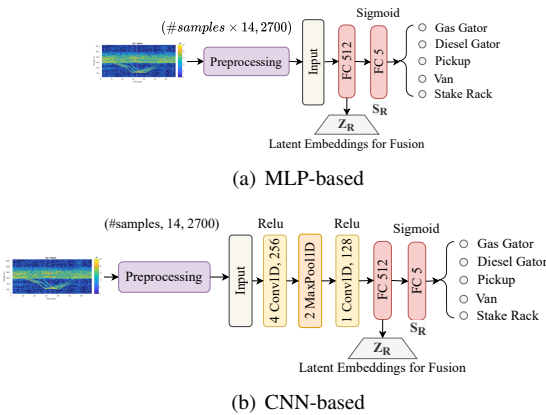 (#samples × 14, 2700)
Sigmoid
Preprocessing
Input
FC 512
FC 5
Gas Gator
Diesel Gator
Pickup
Van
Stake Rack
S_R
Z_R
Latent Embeddings for Fusion
(a) MLP-based
(#samples, 14, 2700)
Relu
Relu
Sigmoid
Preprocessing
Input
4 Conv1D, 256
2 MaxPool1D
1 Conv1D, 128
FC 512
FC 5
Gas Gator
Diesel Gator
Pickup
Van
Stake Rack
S_R
Z_R
Latent Embeddings for Fusion
(b) CNN-based